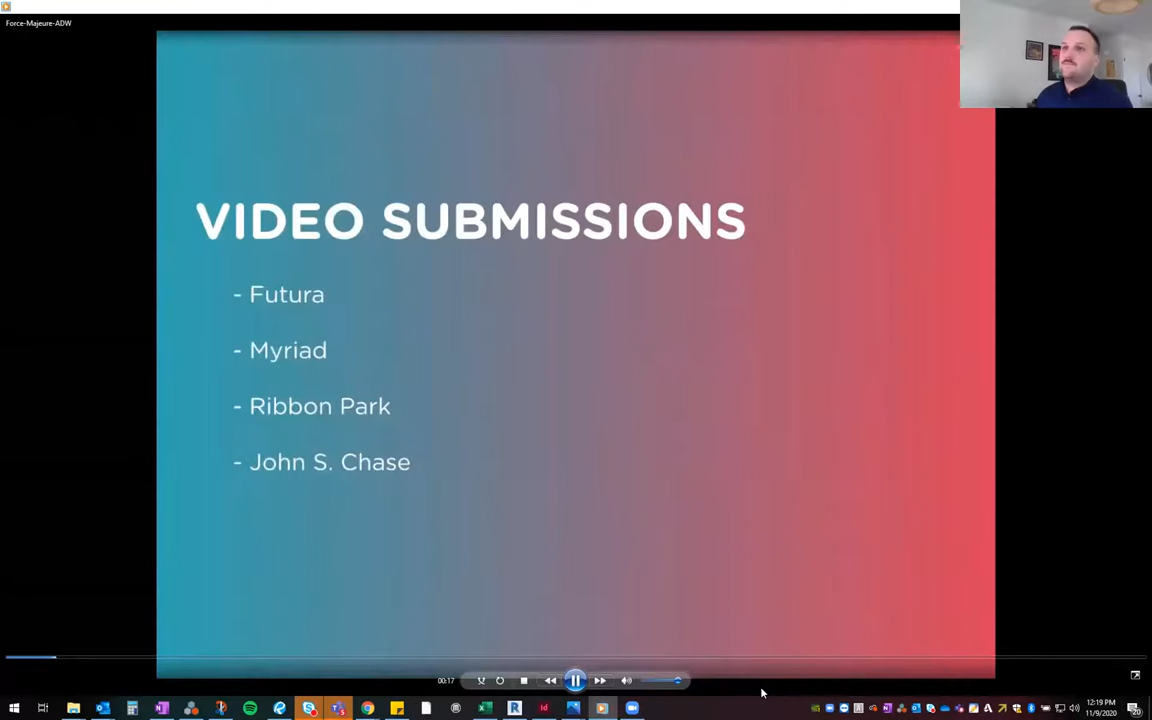 Force-Majeure-ADW
VIDEO SUBMISSIONS
- Futura
- Myriad
- Ribbon Park
- John S. Chase
00:17
12:19 PM
11/9/2020
20